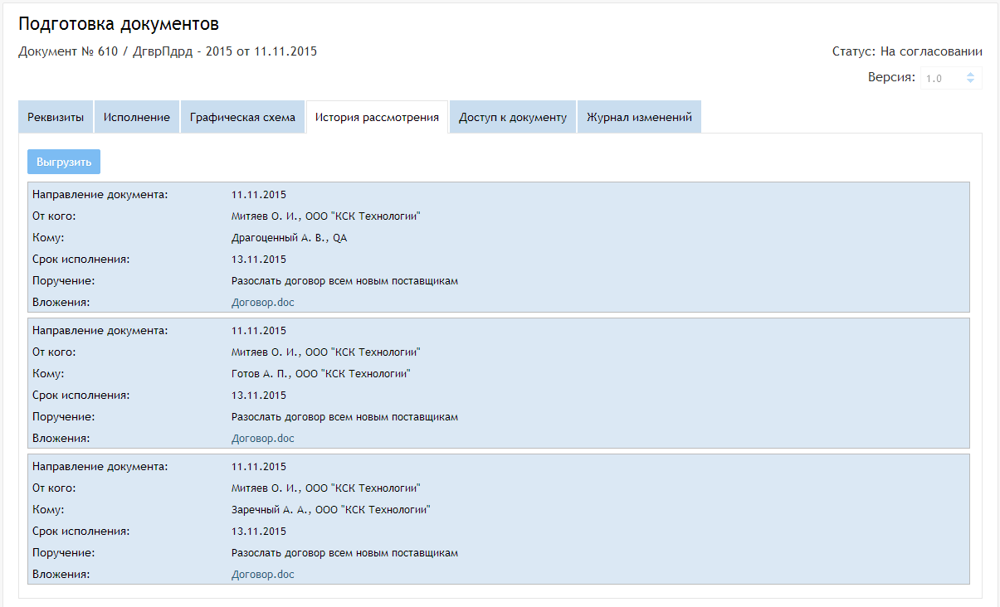 Подготовка документов
Документ № 610 / ДгврПдрд - 2015 от 11.11.2015 Статус: На согласовании
Версия: 1.0
Реквизиты Исполнение Графическая схема История рассмотрения Доступ к документу Журнал изменений
Выгрузить
Направление документа: 11.11.2015
От кого: Митяев О. И., ООО "КСК Технологии"
Кому: Драгоценный А. В., QA
Срок исполнения: 13.11.2015
Поручение: Разослать договор всем новым поставщикам
Вложения: Договор.doc
Направление документа: 11.11.2015
От кого: Митяев О. И., ООО "КСК Технологии"
Кому: Готов А. П., ООО "КСК Технологии"
Срок исполнения: 13.11.2015
Поручение: Разослать договор всем новым поставщикам
Вложения: Договор.doc
Направление документа: 11.11.2015
От кого: Митяев О. И., ООО "КСК Технологии"
Кому: Заречный А. А., ООО "КСК Технологии"
Срок исполнения: 13.11.2015
Поручение: Разослать договор всем новым поставщикам
Вложения: Договор.doc